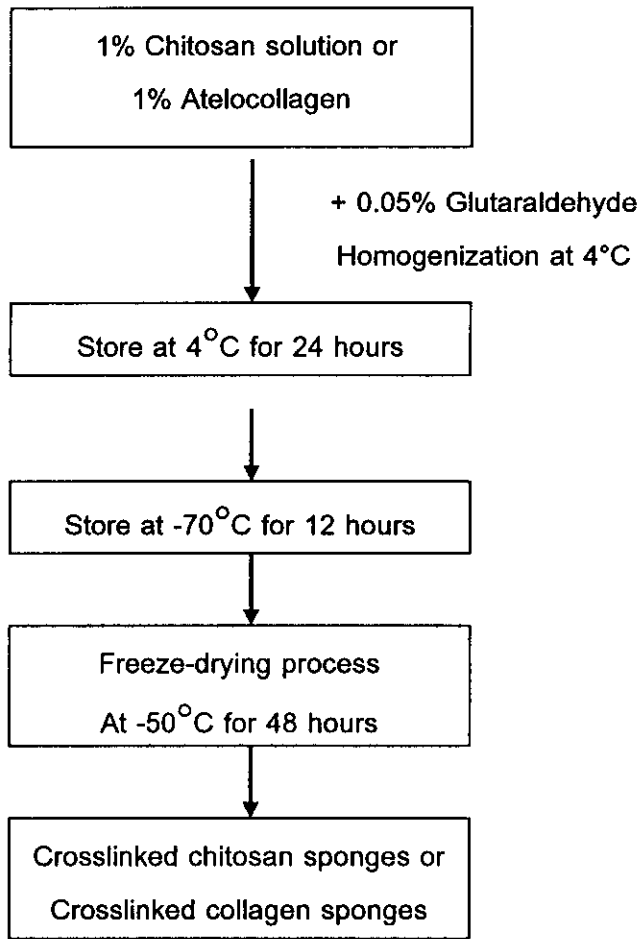 1% Chitosan solution or
1% Atelocollagen
+ 0.05% Glutaraldehyde
Homogenization at 4°C
Store at 4°C for 24 hours
Store at -70°C for 12 hours
Freeze-drying process
At -50°C for 48 hours
Crosslinked chitosan sponges or
Crosslinked collagen sponges